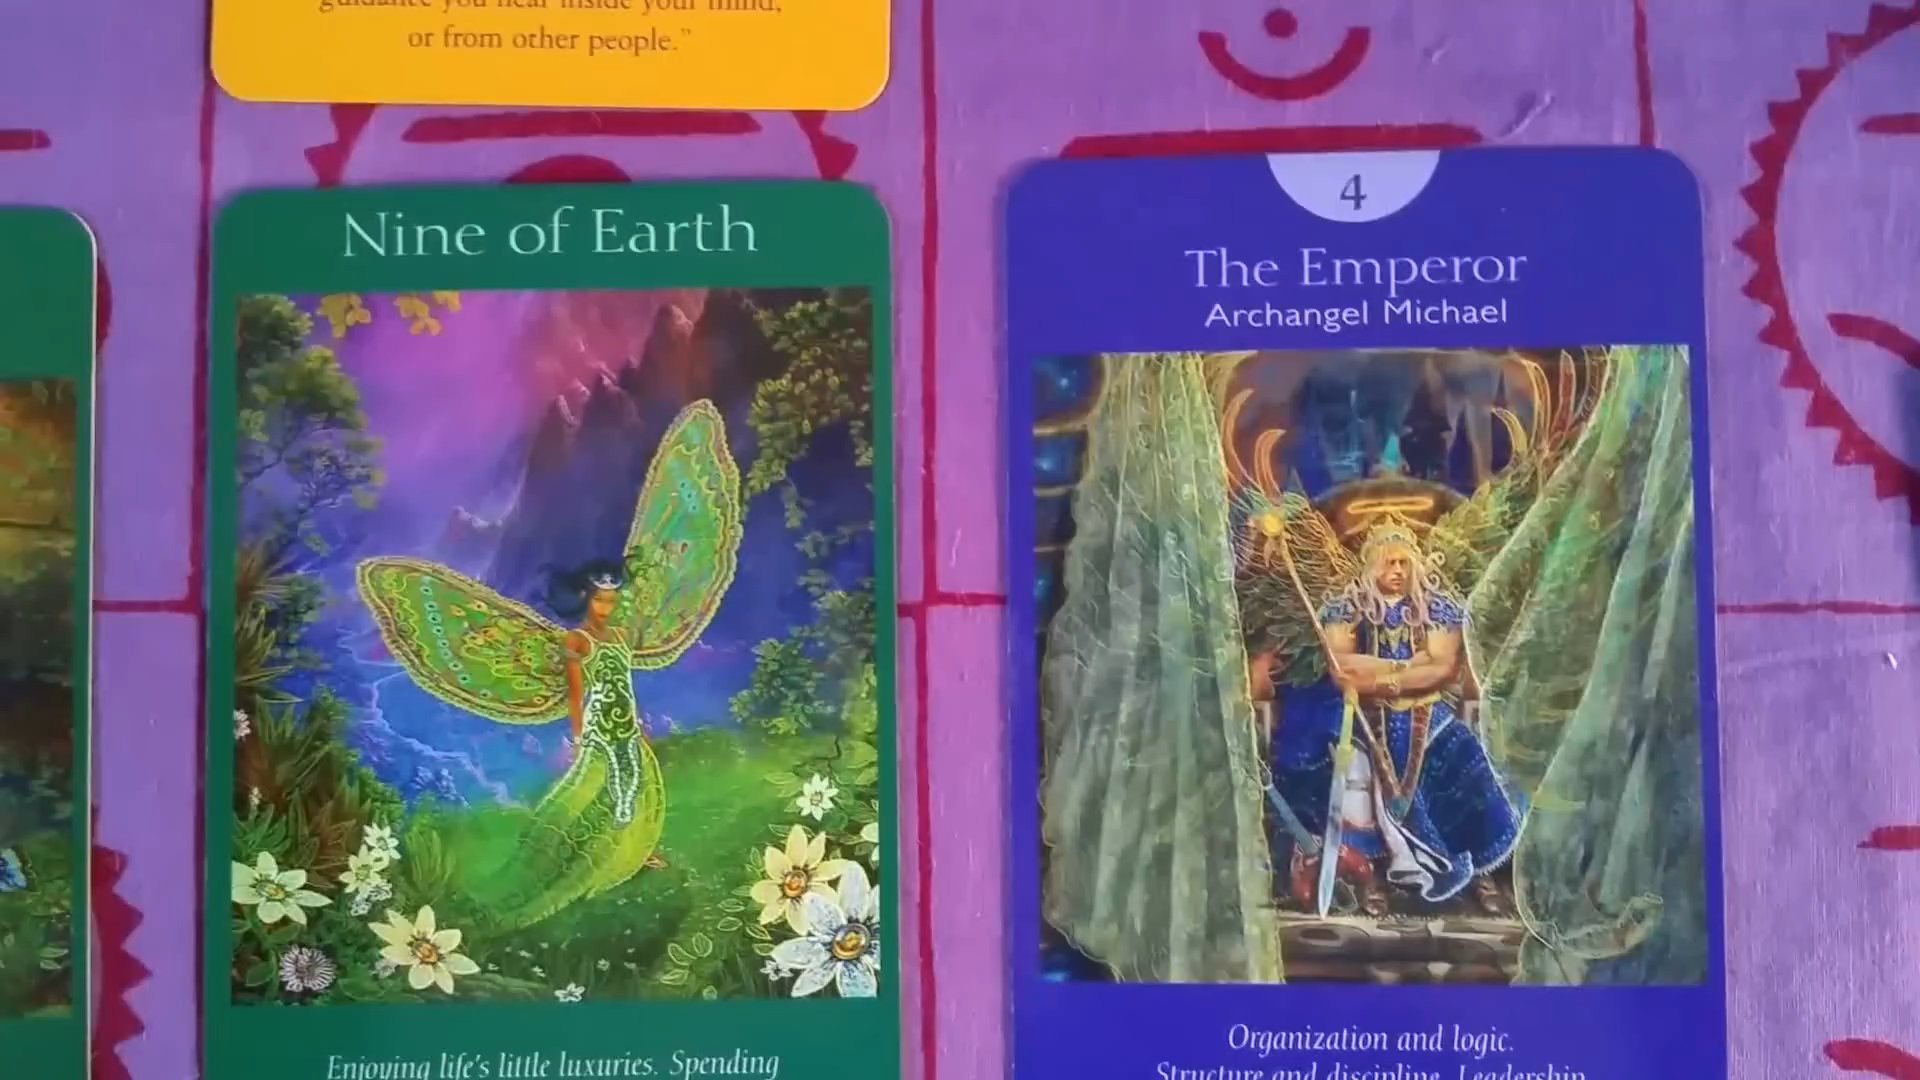 guidance you hear inside your mind,
or from other people."
Nine of Earth
Enjoying life's little luxuries. Spending
4
The Emperor
Archangel Michael
Organization and logic.
Structure and discipline. Leadership